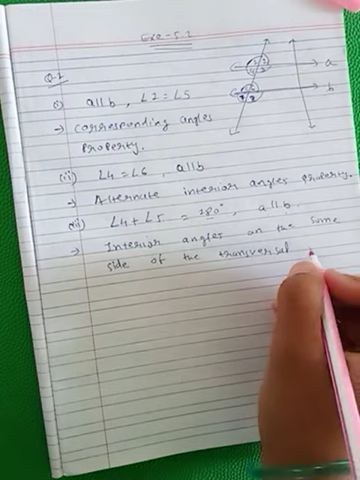 Exe-5.2
Q.1
(i) a||b, ∠1 = ∠5
→ Corresponding angles
Property.
(ii) ∠4 = ∠6, a||b
→ Alternate interior angles property.
(iii) ∠4 + ∠5 = 180°, a||b.
→ Interior angles on the same
side of the transversal
a
b